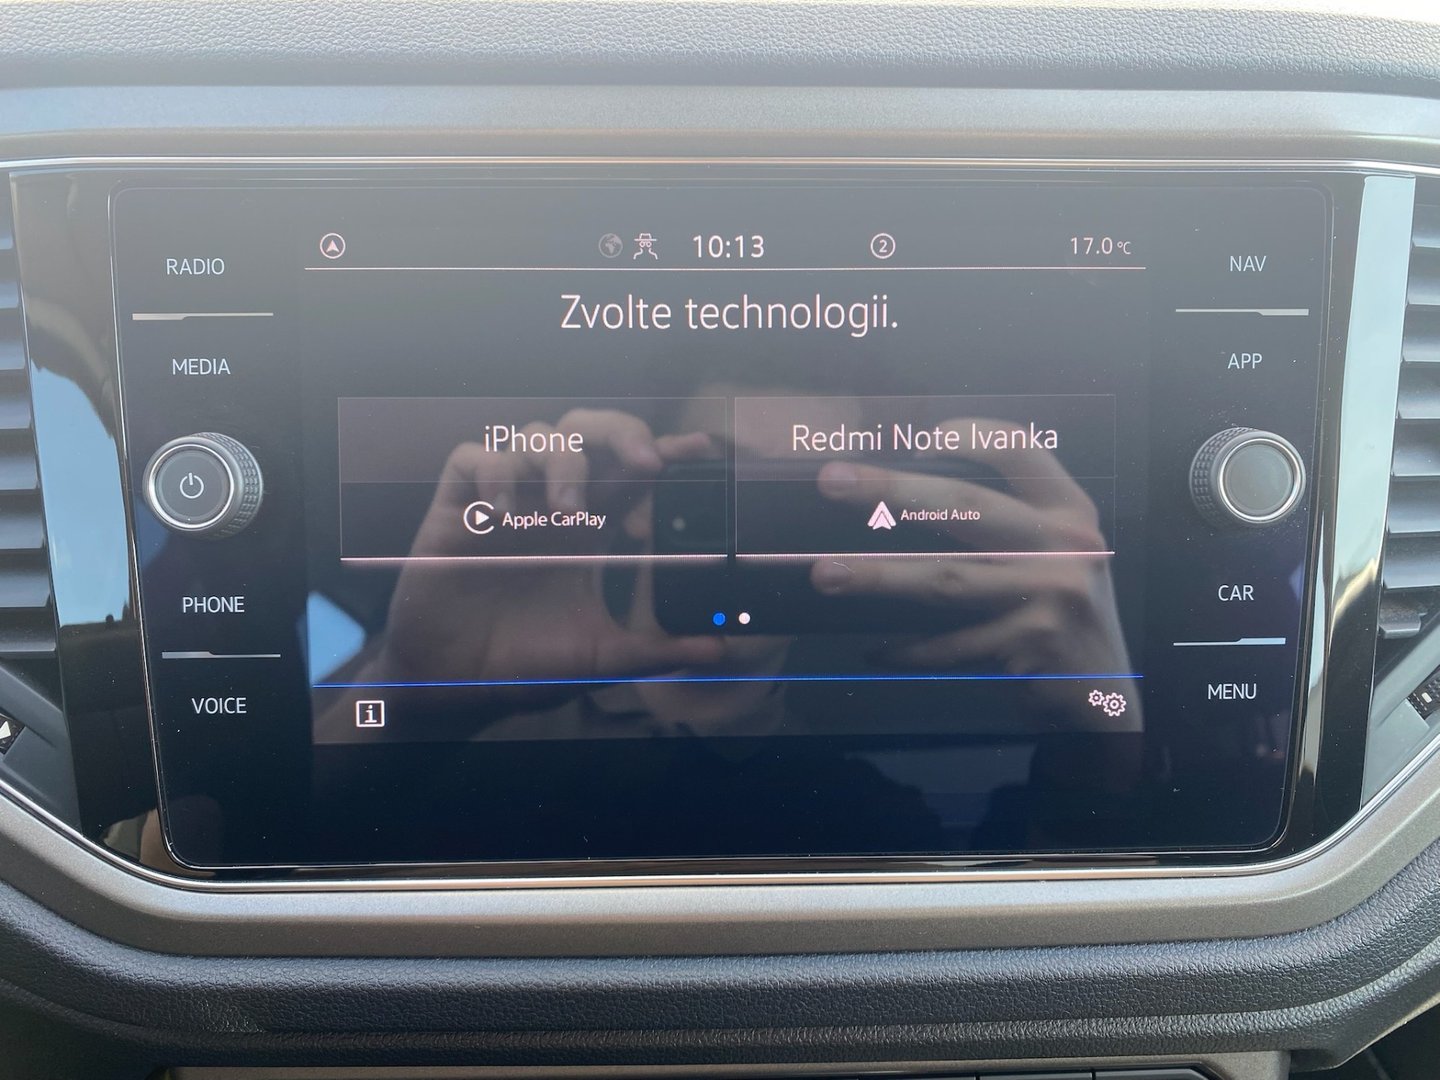 RADIO
MEDIA
PHONE
VOICE
10:13
2
17.0°C
Zvolte technologii.
iPhone
Apple CarPlay
Redmi Note Ivanka
Android Auto
i
NAV
APP
CAR
MENU